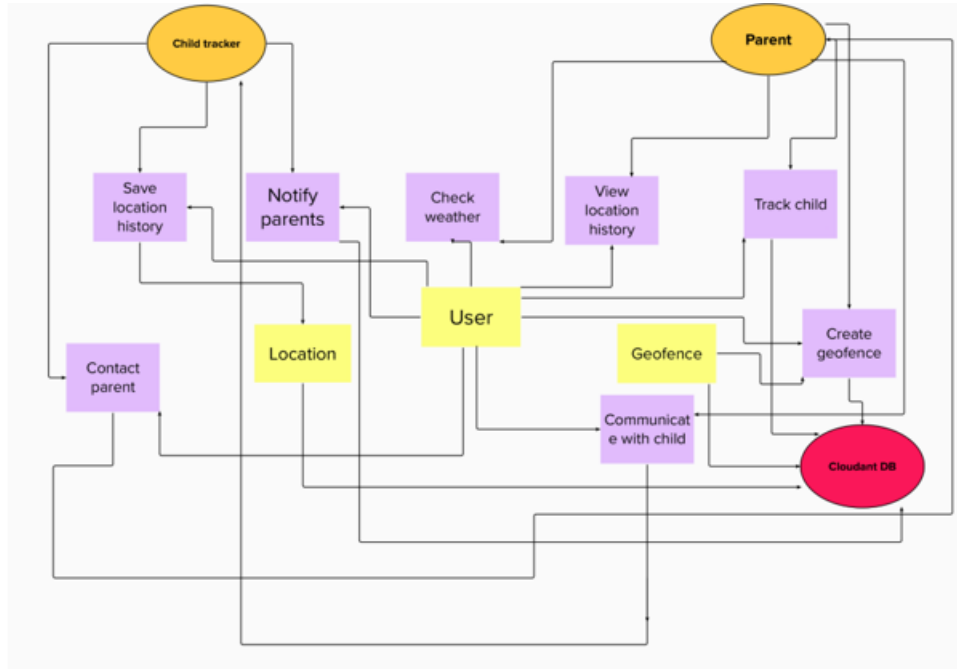 Child tracker
Parent
Save
location
history
Notify
parents
Check
weather
View
location
history
Track child
User
Location
Geofence
Create
geofence
Contact
parent
Communicat
e with child
Cloudant DB